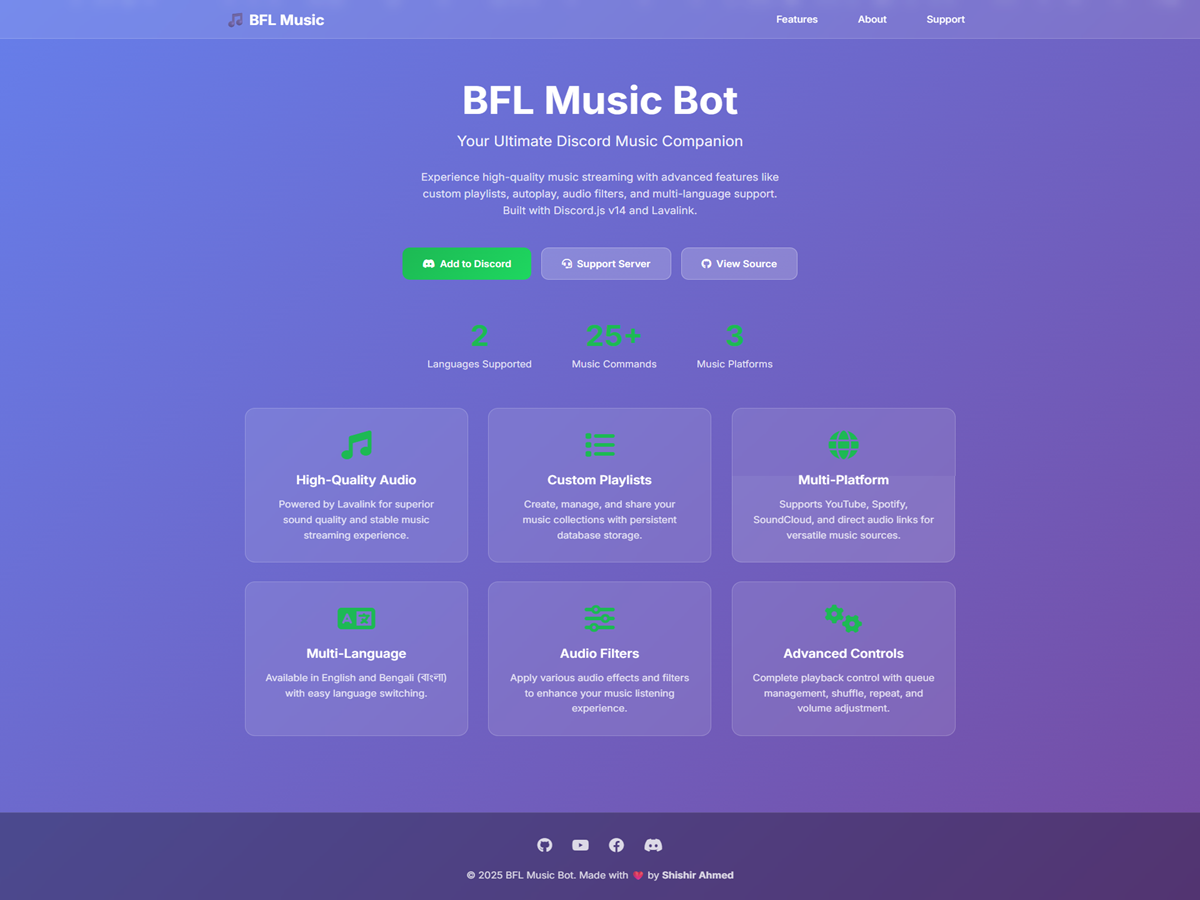 BFL Music
Features
About
Support
BFL Music Bot
Your Ultimate Discord Music Companion
Experience high-quality music streaming with advanced features like
custom playlists, autoplay, audio filters, and multi-language support.
Built with Discord.js v14 and Lavalink.
Add to Discord
Support Server
View Source
2
Languages Supported
25+
Music Commands
3
Music Platforms
High-Quality Audio
Powered by Lavalink for superior
sound quality and stable music
streaming experience.
Custom Playlists
Create, manage, and share your
music collections with persistent
database storage.
Multi-Platform
Supports YouTube, Spotify,
SoundCloud, and direct audio links for
versatile music sources.
Multi-Language
Available in English and Bengali (বাংলা)
with easy language switching.
Audio Filters
Apply various audio effects and filters
to enhance your music listening
experience.
Advanced Controls
Complete playback control with queue
management, shuffle, repeat, and
volume adjustment.
© 2025 BFL Music Bot. Made with 💗 by Shishir Ahmed